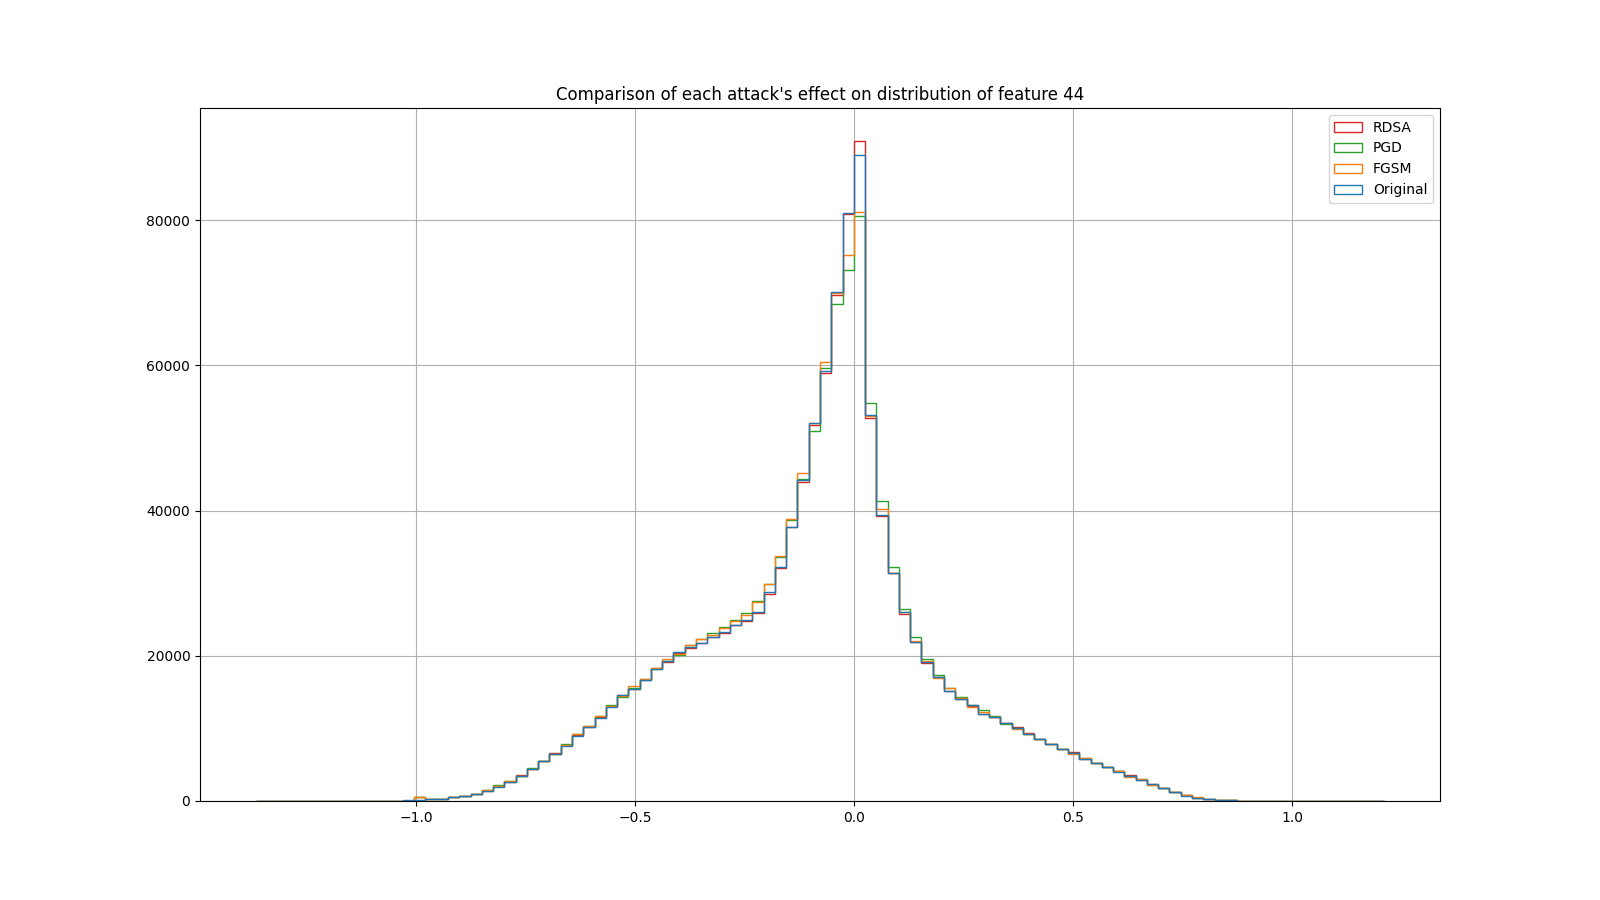 Comparison of each attack's effect on distribution of feature 44
RDSA
PGD
FGSM
Original
80000
60000
40000
20000
0
−1.0
−0.5
0.0
0.5
1.0